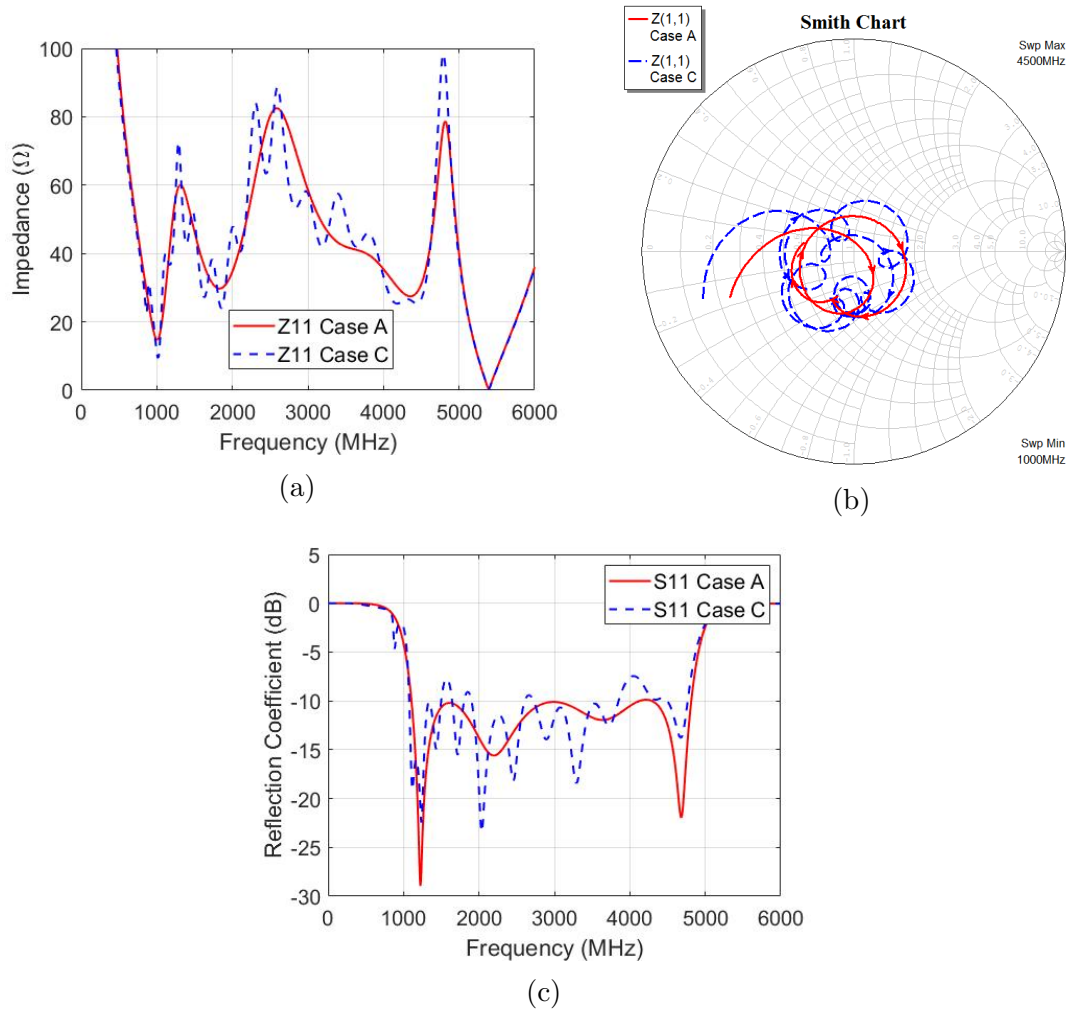 Impedance (Ω)
100
80
60
40
20
0
Z11 Case A
Z11 Case C
0 1000 2000 3000 4000 5000 6000
Frequency (MHz)
(a)
Z(1,1)
Case A
Z(1,1)
Case C
Smith Chart
Swp Max
4500MHz
Swp Min
1000MHz
(b)
Reflection Coefficient (dB)
5
0
-5
-10
-15
-20
-25
-30
S11 Case A
S11 Case C
0 1000 2000 3000 4000 5000 6000
Frequency (MHz)
(c)